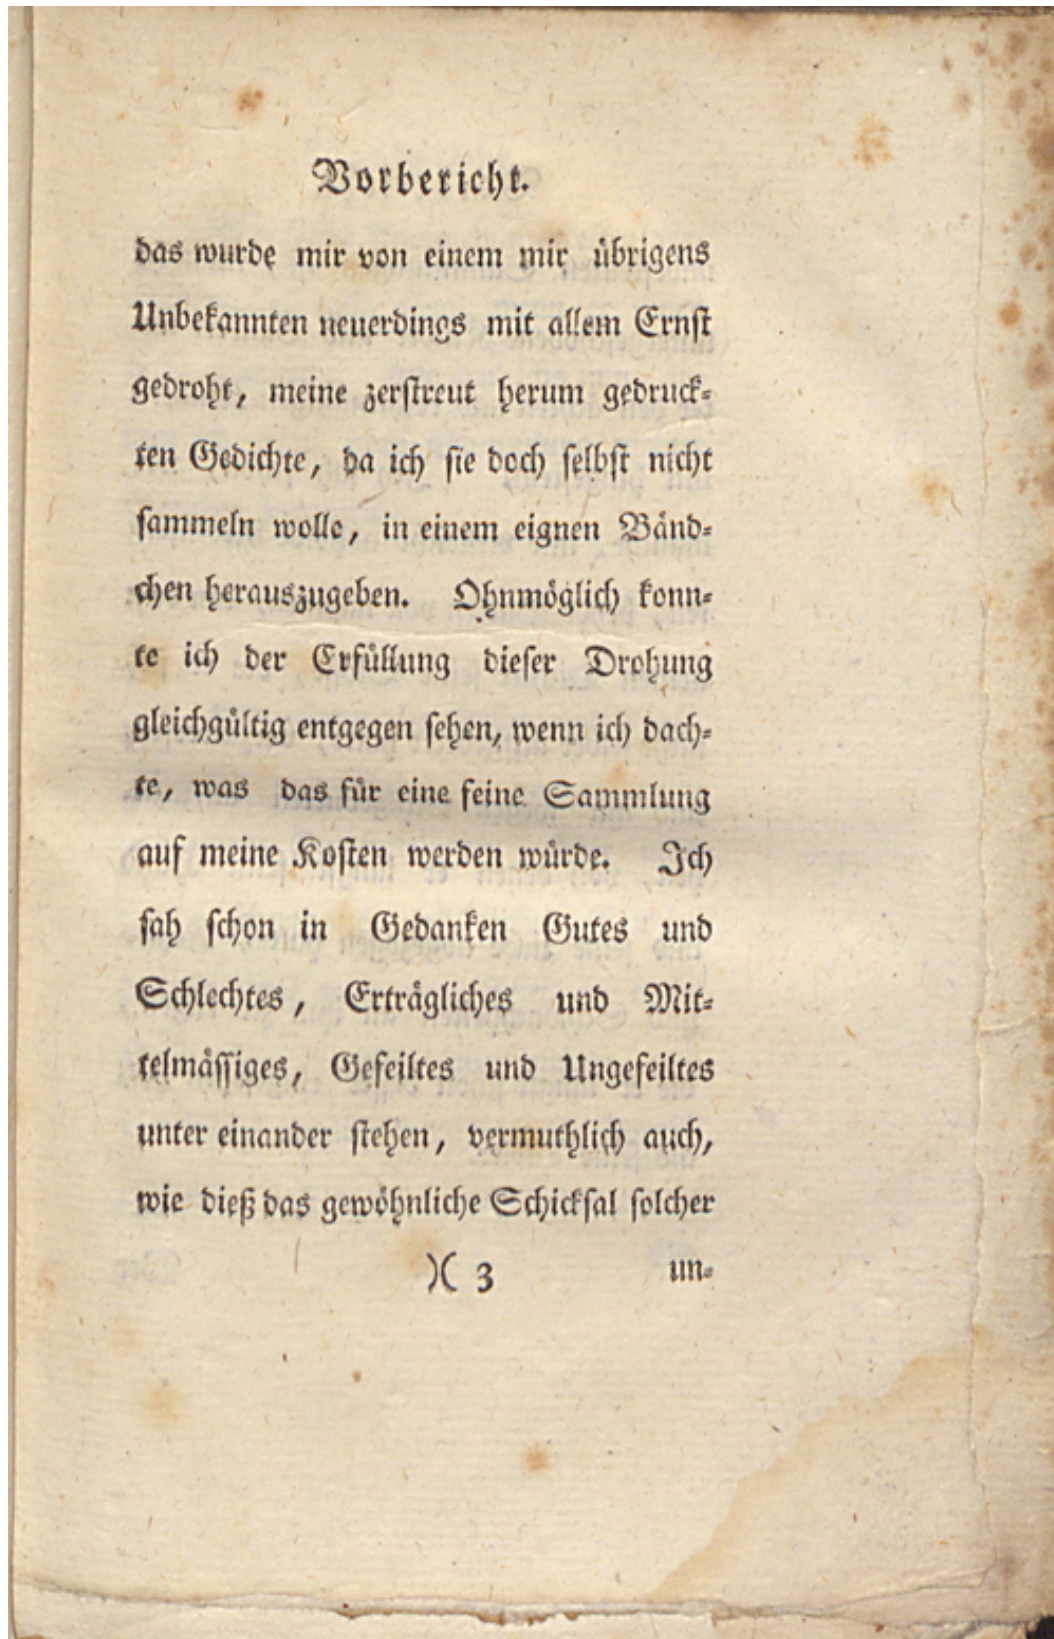 Vorbericht.
das wurde mir von einem mir übrigens
Unbekannten neuerdings mit allem Ernst
gedroht, meine zerstreut herum gedruck-
ten Gedichte, da ich sie doch selbst nicht
sammeln wolle, in einem eignen Bänd-
chen herauszugeben. Ohnmöglich konn-
te ich der Erfüllung dieser Drohung
gleichgültig entgegen sehen, wenn ich dach-
te, was das für eine feine Sammlung
auf meine Kosten werden würde. Ich
sah schon in Gedanken Gutes und
Schlechtes, Erträgliches und Mit-
telmässiges, Gefeiltes und Ungefeiltes
unter einander stehen, vermuthlich auch,
wie dieß das gewöhnliche Schicksal solcher
)( 3 un-